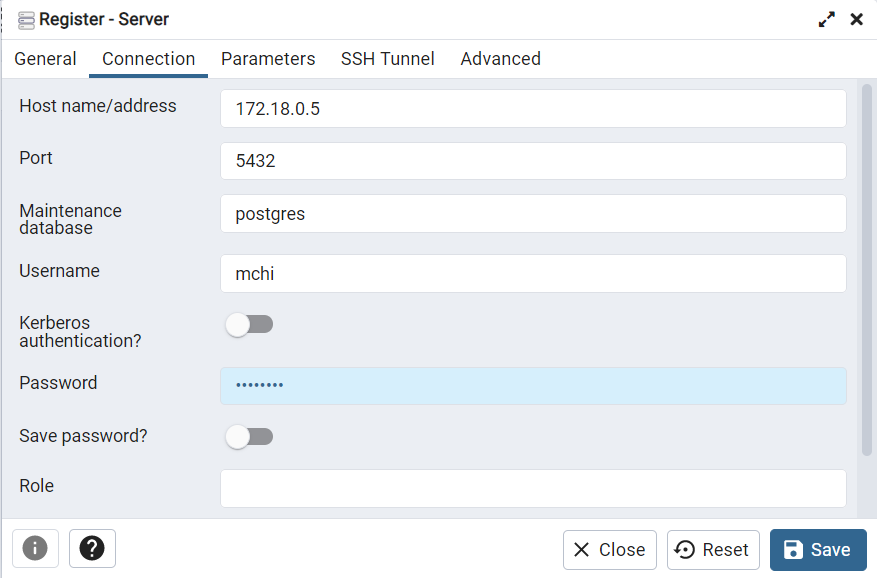 Register - Server
General Connection Parameters SSH Tunnel Advanced
Host name/address 172.18.0.5
Port 5432
Maintenance
database
postgres
Username mchi
Kerberos
authentication?
Password ••••••••
Save password?
Role
i ? Close Reset Save